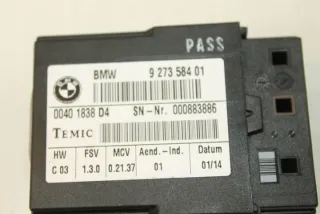 PASS
BMW 9 273 584 01
0040 1838 D4 SN-Nr. 000883886
TEMIC
HW FSV MCV Aend.-Ind. Datum
C 03 1.3.0 0.21.37 01 01/14